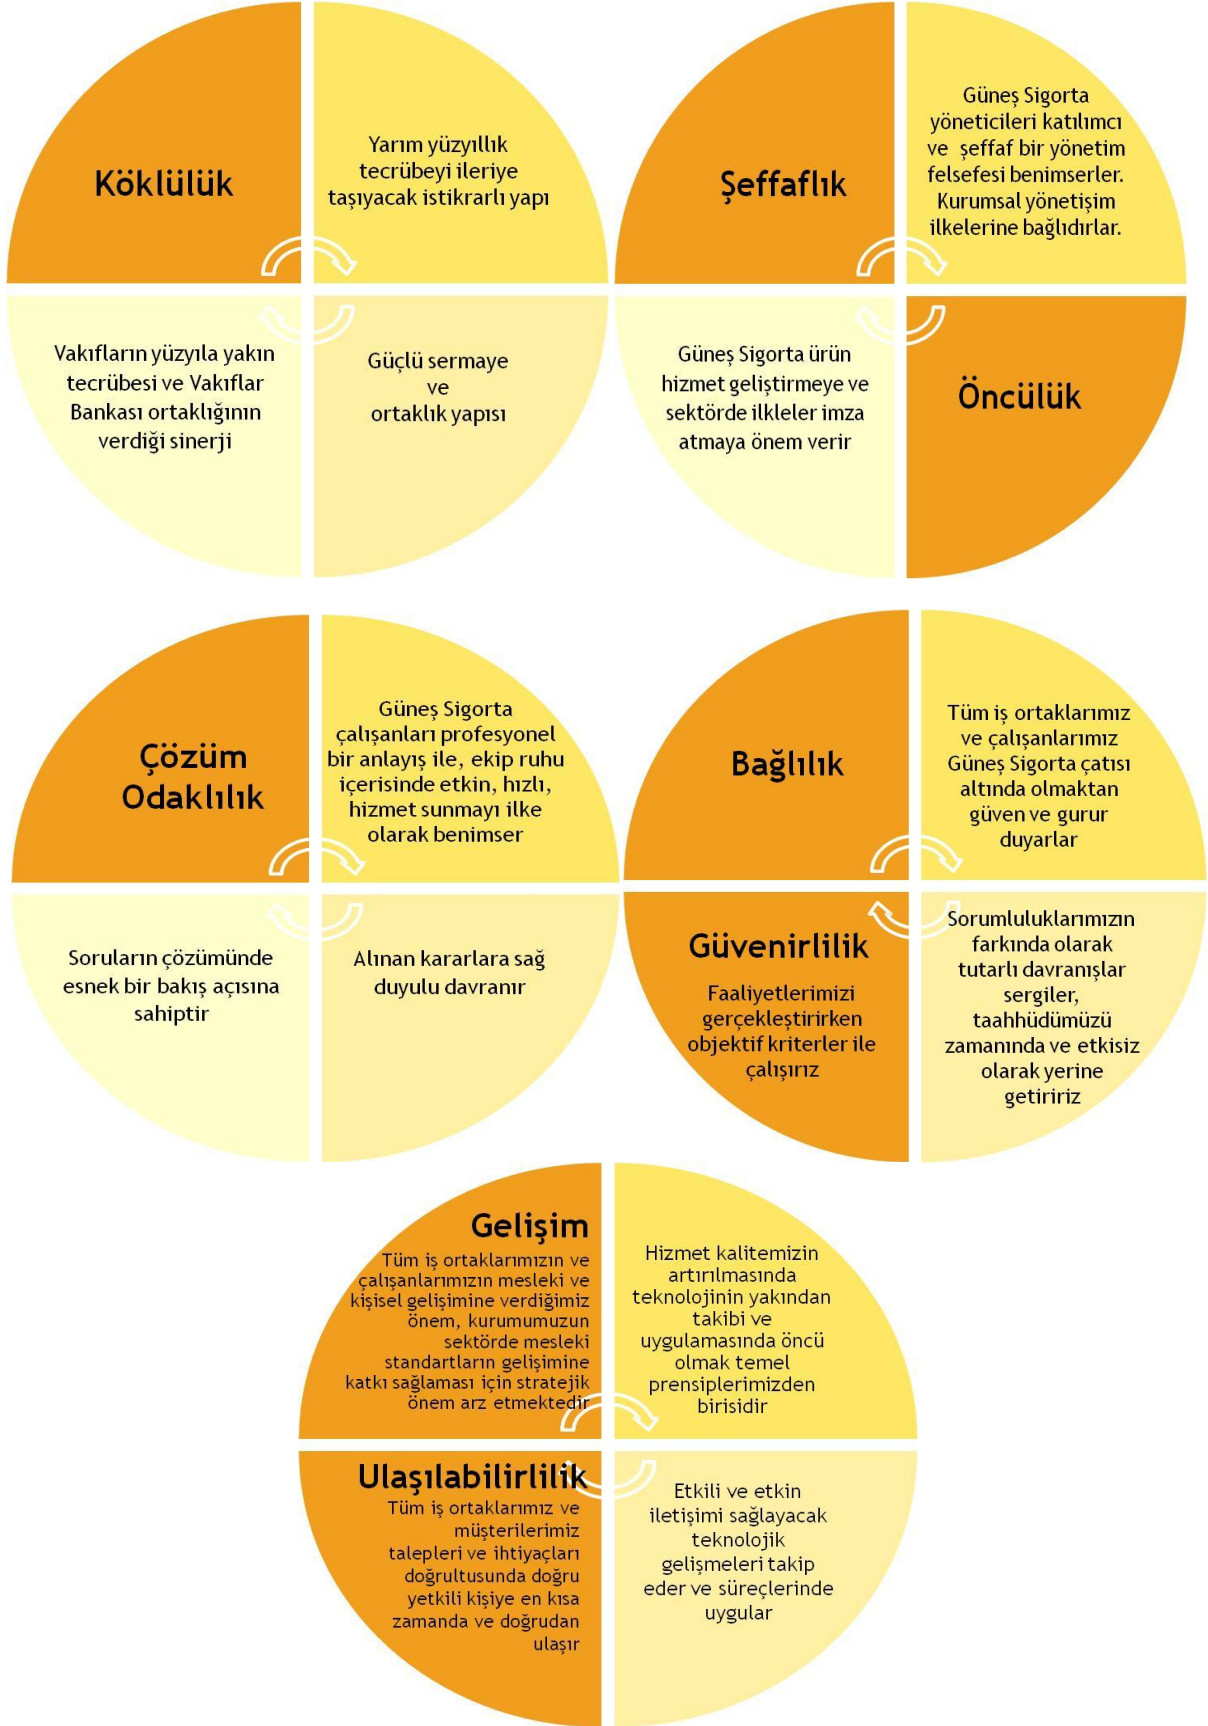 Köklülük
Yarım yüzyıllık
tecrübeyi ileriye
taşıyacak istikrarlı yapı
Vakıfların yüzyıla yakın
tecrübesi ve Vakıflar
Bankası ortaklığının
verdiği sinerji
Güçlü sermaye
ve
ortaklık yapısı
Şeffaflık
Güneş Sigorta
yöneticileri katılımcı
ve şeffaf bir yönetim
felsefesi benimserler.
Kurumsal yönetişim
ilkelerine bağlıdırlar.
Güneş Sigorta ürün
hizmet geliştirmeye ve
sektörde ilkleler imza
atmaya önem verir
Öncülük
Çözüm
Odaklılık
Güneş Sigorta
çalışanları profesyonel
bir anlayış ile, ekip ruhu
içerisinde etkin, hızlı,
hizmet sunmayı ilke
olarak benimser
Soruların çözümünde
esnek bir bakış açısına
sahiptir
Alınan kararlara sağ
duyulu davranır
Bağlılık
Tüm iş ortaklarımız
ve çalışanlarımız
Güneş Sigorta çatısı
altında olmaktan
güven ve gurur
duyarlar
Güvenirlilik
Faaliyetlerimizi
gerçekleştirirken
objektif kriterler ile
çalışırız
Sorumluluklarımızın
farkında olarak
tutarlı davranışlar
sergiler,
taahhüdümüzü
zamanında ve etkisiz
olarak yerine
getiririz
Gelişim
Tüm iş ortaklarımızın ve
çalışanlarımızın mesleki ve
kişisel gelişimine verdiğimiz
önem, kurumumuzun
sektörde mesleki
standartların gelişimine
katkı sağlaması için stratejik
önem arz etmektedir
Hizmet kalitemizin
artırılmasında
teknolojinin yakından
takibi ve
uygulamasında öncü
olmak temel
prensiplerimizden
birisidir
Ulaşılabilirlilik
Tüm iş ortaklarımız ve
müşterilerimiz
talepleri ve ihtiyaçları
doğrultusunda doğru
yetkili kişiye en kısa
zamanda ve doğrudan
ulaşır
Etkili ve etkin
iletişimi sağlayacak
teknolojik
gelişmeleri takip
eder ve süreçlerinde
uygular